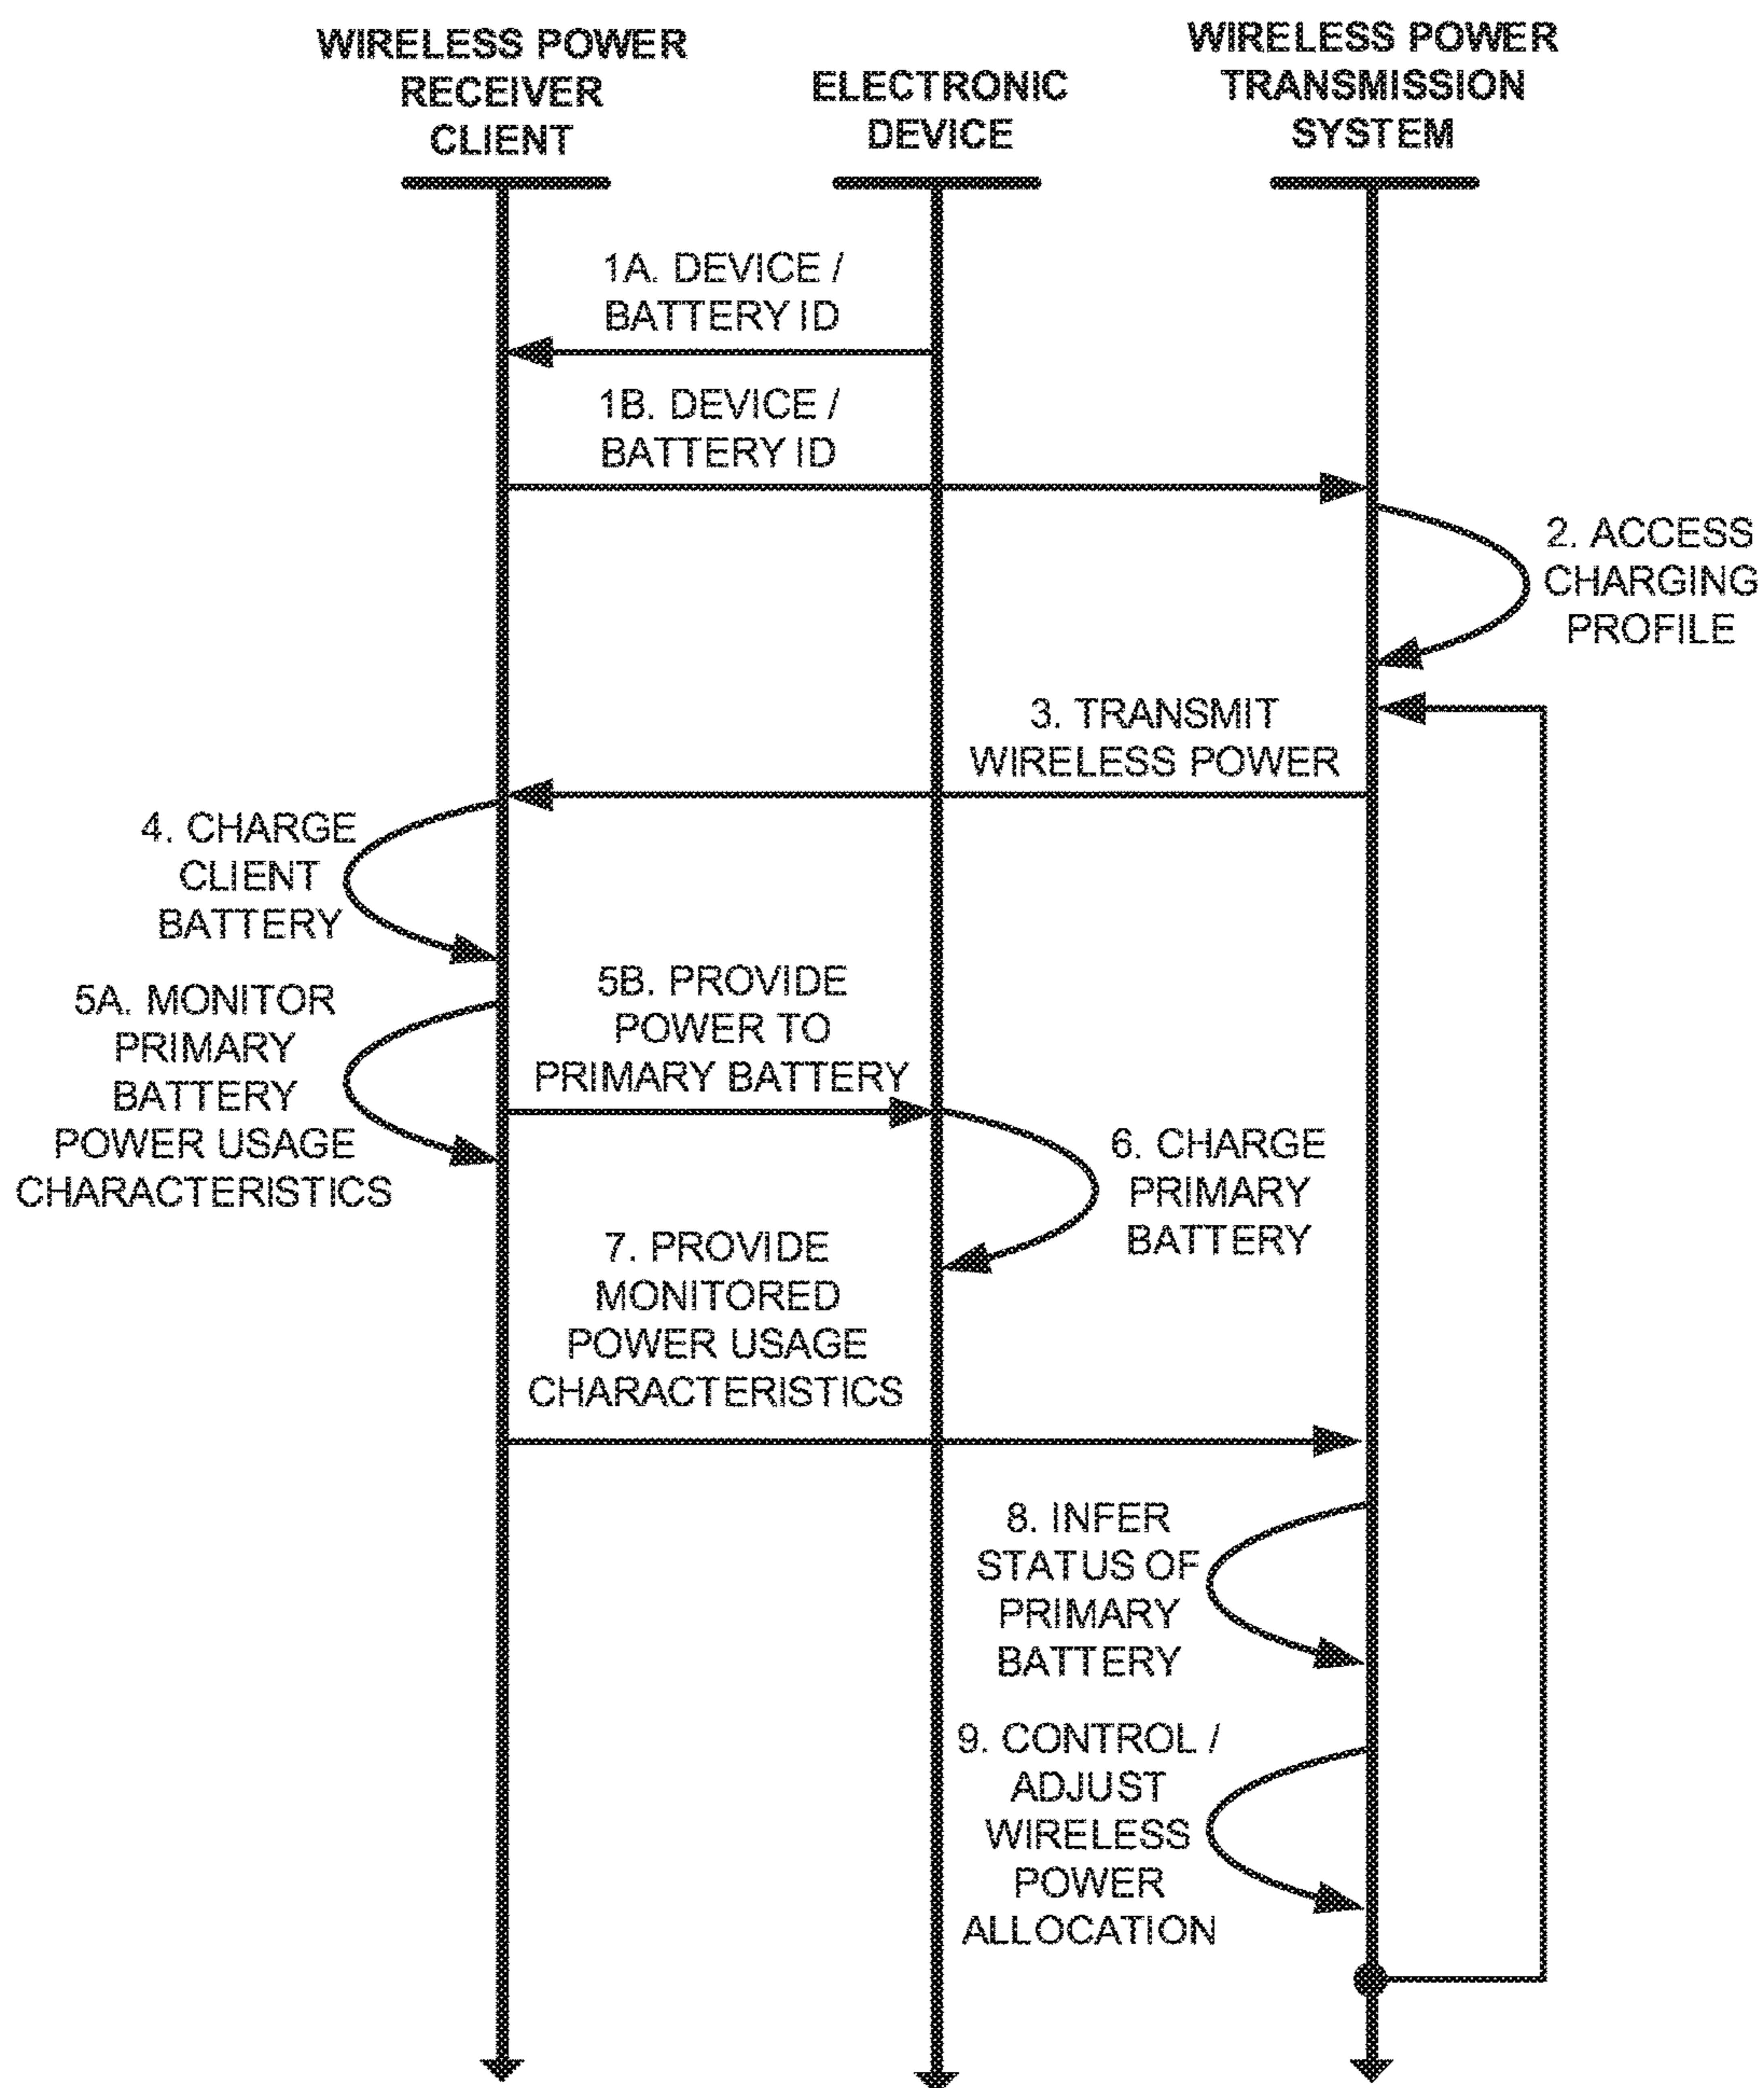 WIRELESS POWER
RECEIVER
CLIENT
ELECTRONIC
DEVICE
WIRELESS POWER
TRANSMISSION
SYSTEM
1A. DEVICE /
BATTERY ID
1B. DEVICE /
BATTERY ID
2. ACCESS
CHARGING
PROFILE
3. TRANSMIT
WIRELESS POWER
4. CHARGE
CLIENT
BATTERY
5A. MONITOR
PRIMARY
BATTERY
POWER USAGE
CHARACTERISTICS
5B. PROVIDE
POWER TO
PRIMARY BATTERY
6. CHARGE
PRIMARY
BATTERY
7. PROVIDE
MONITORED
POWER USAGE
CHARACTERISTICS
8. INFER
STATUS OF
PRIMARY
BATTERY
9. CONTROL /
ADJUST
WIRELESS
POWER
ALLOCATION